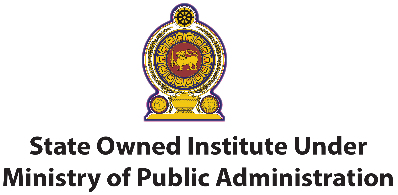 State Owned Institute Under
Ministry of Public Administration